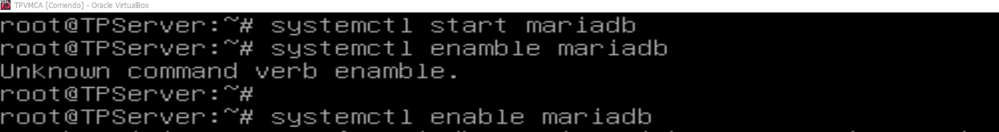 TPVMCA [Corriendo] - Oracle VirtualBox
root@TPServer:~# systemctl start mariadb
root@TPServer:~# systemctl enamble mariadb
Unknown command verb enamble.
root@TPServer:~#
root@TPServer:~# systemctl enable mariadb